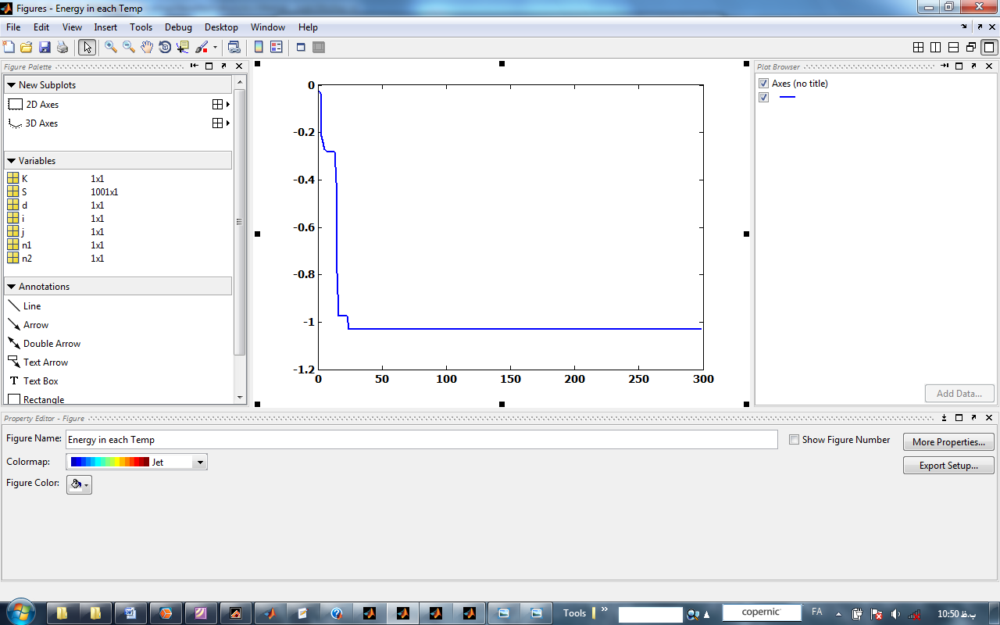 Figures - Energy in each Temp
File Edit View Insert Tools Debug Desktop Window Help
Figure Palette
New Subplots
2D Axes
3D Axes
Variables
K 1x1
S 1001x1
d 1x1
i 1x1
j 1x1
n1 1x1
n2 1x1
Annotations
Line
Arrow
Double Arrow
Text Arrow
T Text Box
Rectangle
0
-0.2
-0.4
-0.6
-0.8
-1
-1.2
0 50 100 150 200 250 300
Plot Browser
Axes (no title)
Add Data...
Property Editor - Figure
Figure Name: Energy in each Temp
Show Figure Number
More Properties...
Colormap: Jet
Export Setup...
Figure Color:
Tools
copernic
FA
10:50 ب.ظ